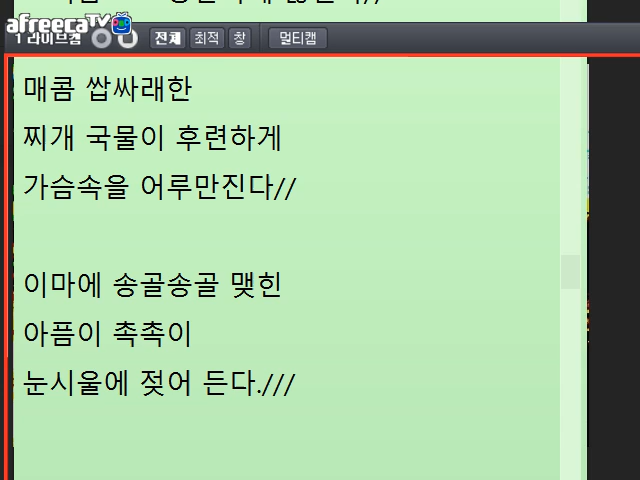 afreecaTV
1 라이브캠
전체
최적
창
멀티캠
매콤 쌉싸래한
찌개 국물이 후련하게
가슴속을 어루만진다//
이마에 송골송골 맺힌
아픔이 촉촉이
눈시울에 젖어 든다.///